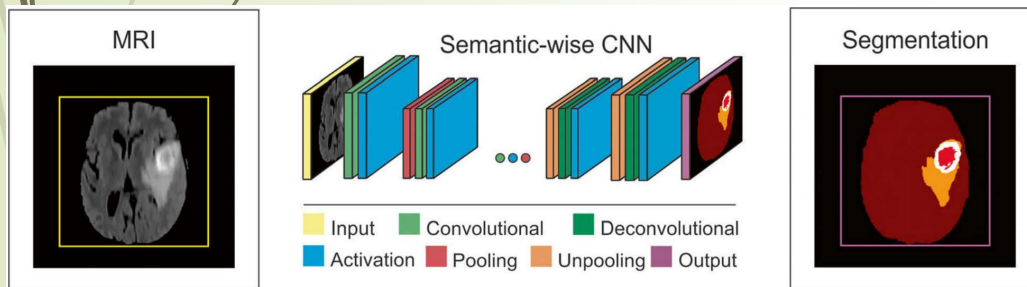 MRI
Semantic-wise CNN
Segmentation
Input Convolutional Deconvolutional
Activation Pooling Unpooling Output